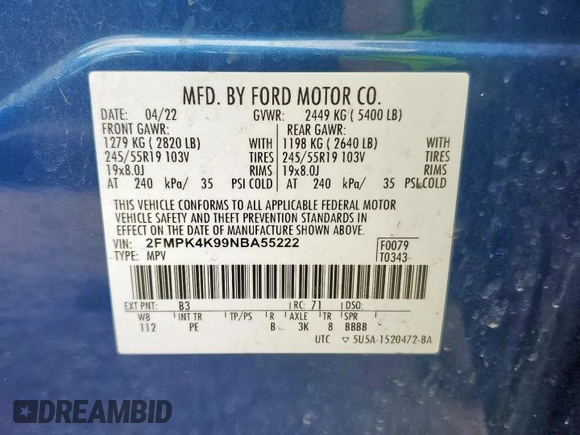 MFD. BY FORD MOTOR CO.
DATE: 04/22 GVWR: 2449 KG ( 5400 LB)
FRONT GAWR: REAR GAWR:
1279 KG ( 2820 LB) WITH 1198 KG ( 2640 LB) WITH
245/55R19 103V TIRES 245/55R19 103V TIRES
19x8.0J RIMS 19x8.0J RIMS
AT 240 kPa/ 35 PSI COLD AT 240 kPa/ 35 PSI COLD
THIS VEHICLE CONFORMS TO ALL APPLICABLE FEDERAL MOTOR
VEHICLE SAFETY AND THEFT PREVENTION STANDARDS IN
EFFECT ON THE DATE OF MANUFACTURE SHOWN ABOVE.
VIN: 2FMPK4K99NBA55222 F0079
TYPE: MPV T0343
EXT PNT: B3 RC: 71 DSO:
WB INT TR TP/PS R AXLE TR SPR
112 PE B 3K 8 BBBB
UTC ▽ 5U5A-1520472-BA
DREAMBID